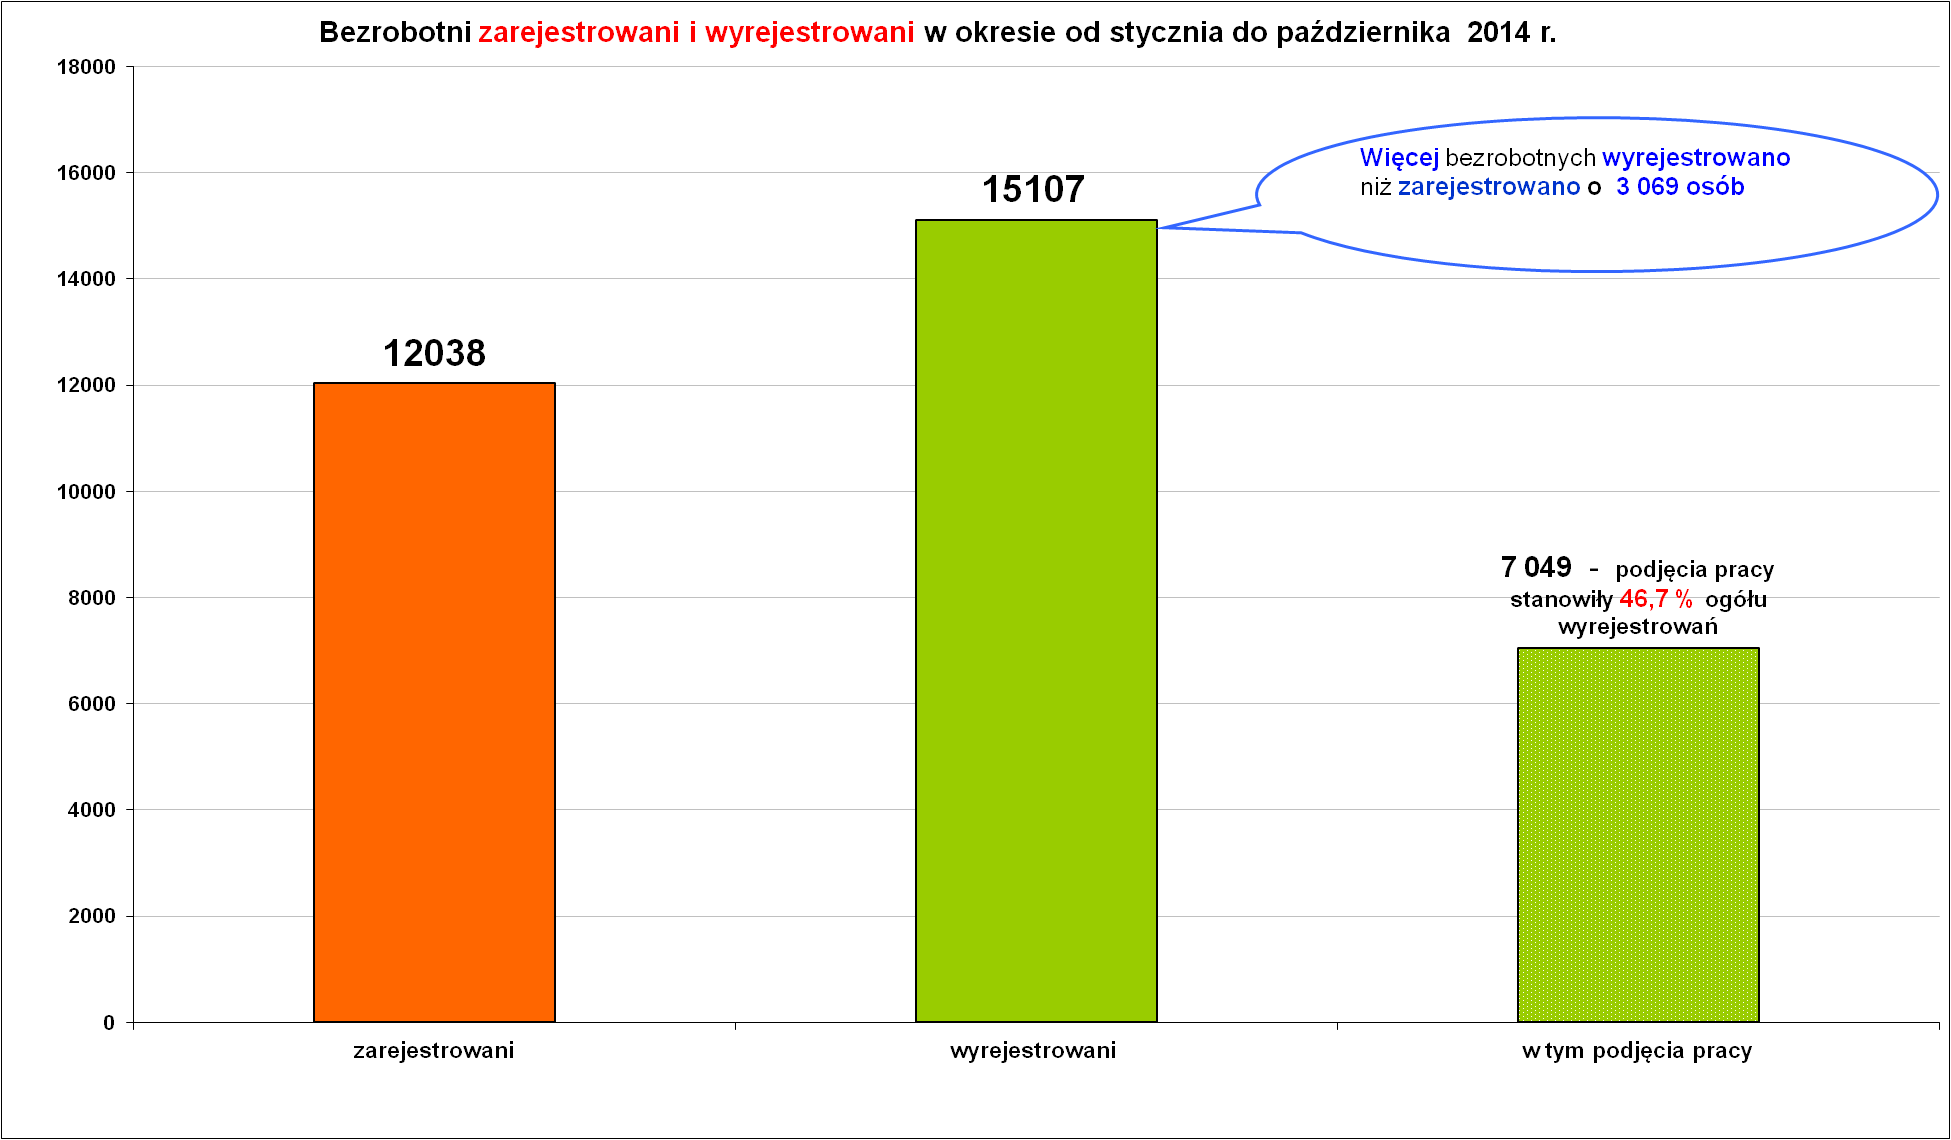 Bezrobotni zarejestrowani i wyrejestrowani w okresie od stycznia do października 2014 r.
18000
16000
14000
12000
10000
8000
6000
4000
2000
0
12038
15107
Więcej bezrobotnych wyrejestrowano
niż zarejestrowano o 3 069 osób
7 049 - podjęcia pracy
stanowiły 46,7 % ogółu
wyrejestrowań
zarejestrowani
wyrejestrowani
w tym podjęcia pracy